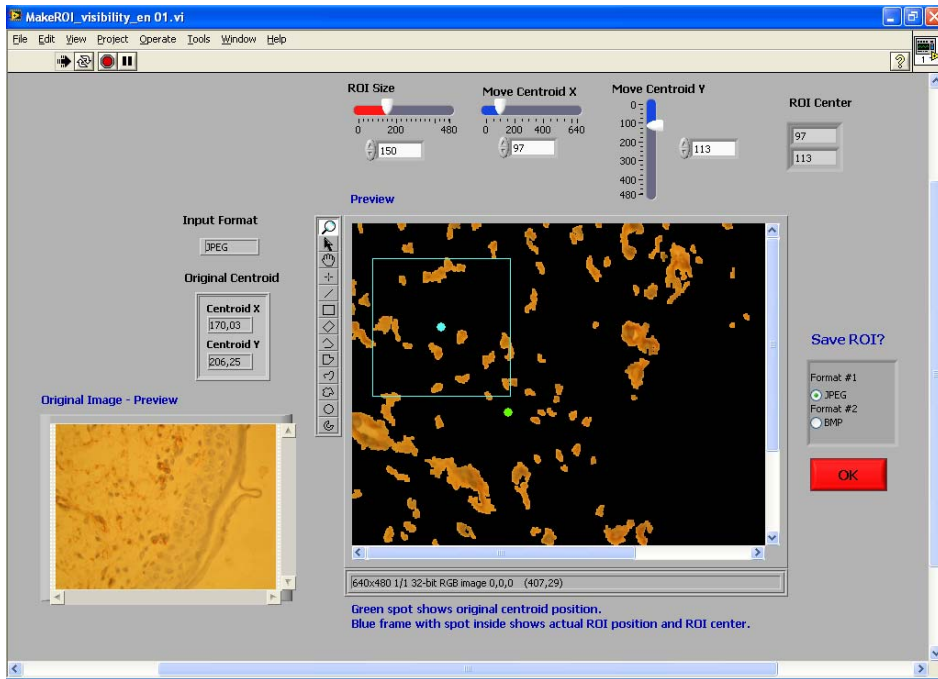 MakeROI_visibility_en 01.vi
File Edit View Project Operate Tools Window Help
ROI Size
0 200 480
150
Move Centroid X
0 200 400 640
97
Move Centroid Y
0
100
200
300
400
480
113
ROI Center
97
113
Preview
Input Format
JPEG
Original Centroid
Centroid X
170,03
Centroid Y
206,25
Original Image - Preview
Save ROI?
Format #1
JPEG
Format #2
BMP
OK
640x480 1/1 32-bit RGB image 0,0,0 (407,29)
Green spot shows original centroid position.
Blue frame with spot inside shows actual ROI position and ROI center.